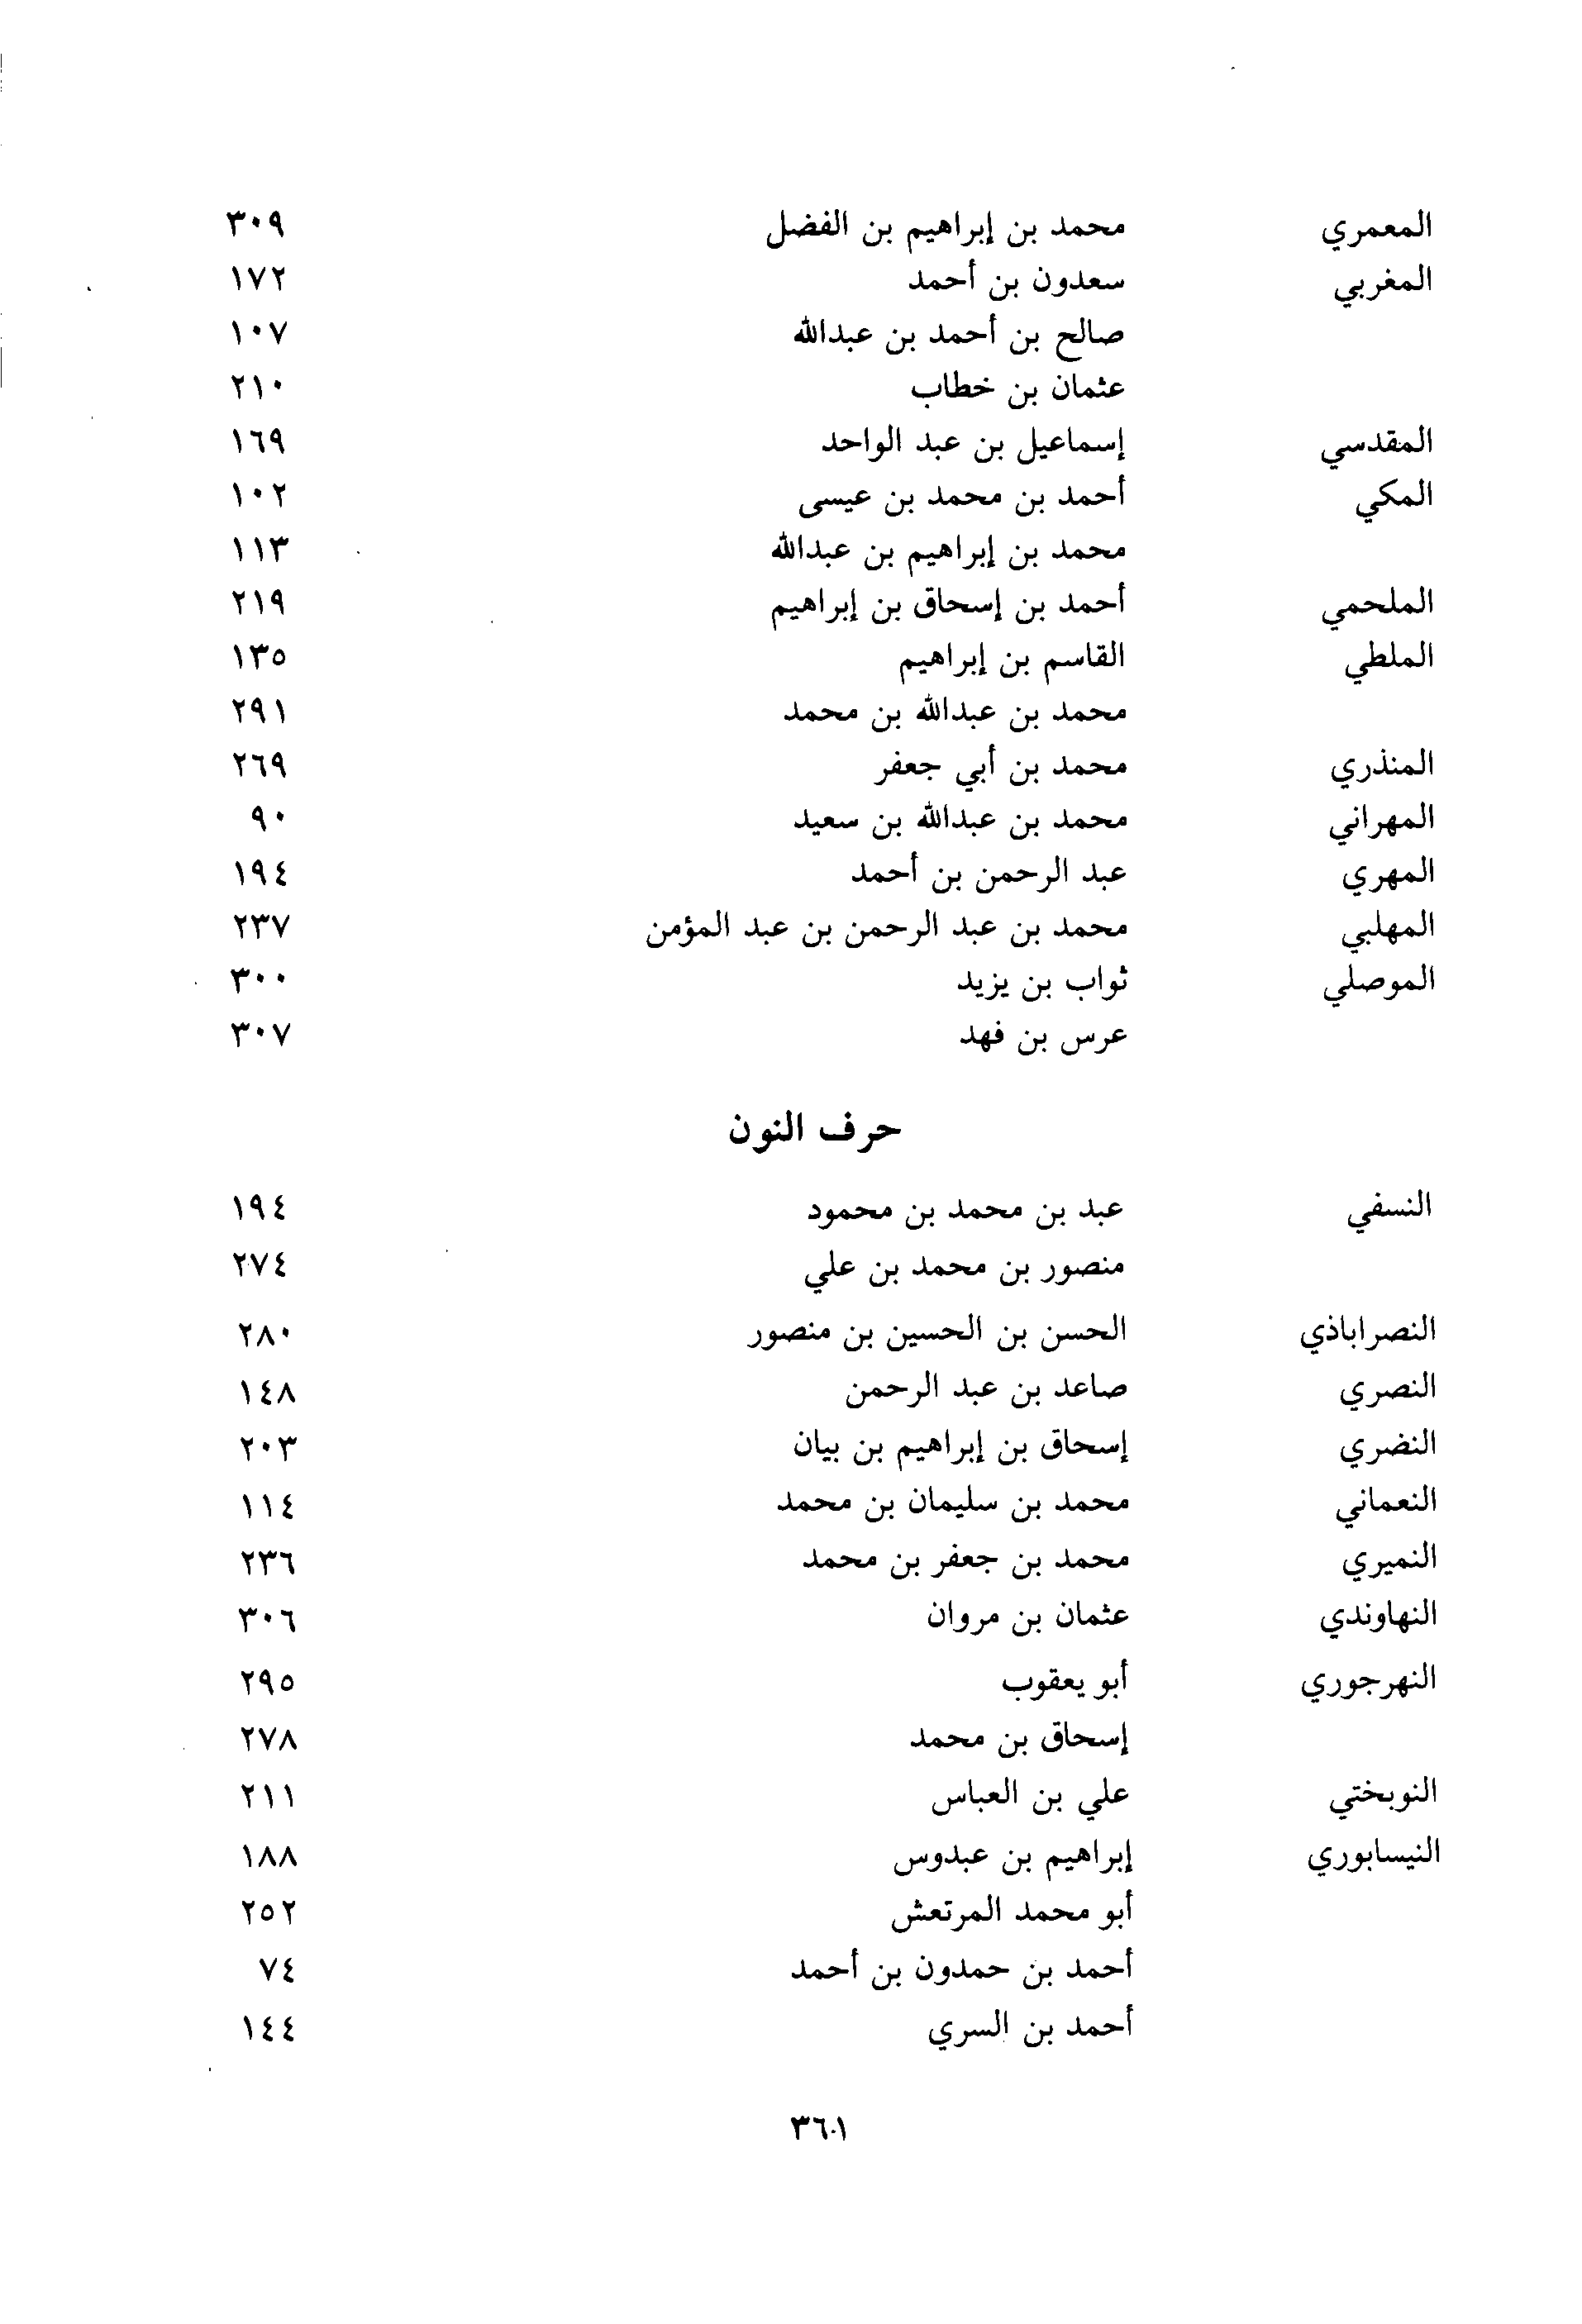 المعمري محمد بن إبراهيم بن الفضل ٣٠٩
المغربي سعدون بن أحمد ١٧٢
صالح بن أحمد بن عبدالله ١٠٧
عثمان بن خطاب ٢١٠
المقدسي إسماعيل بن عبد الواحد ١٦٩
المكي أحمد بن محمد بن عيسى ١٠٢
محمد بن إبراهيم بن عبدالله ١١٣
الملحمي أحمد بن إسحاق بن إبراهيم ٢١٩
الملطي القاسم بن إبراهيم ١٣٥
محمد بن عبدالله بن محمد ٢٩١
المنذري محمد بن أبي جعفر ٢٦٩
المهراني محمد بن عبدالله بن سعيد ٩٠
المهري عبد الرحمن بن أحمد ١٩٤
المهلبي محمد بن عبد الرحمن بن عبد المؤمن ٢٣٧
الموصلي ثواب بن يزيد ٣٠٠
عرس بن فهد ٣٠٧
حرف النون
النسفي عبد بن محمد بن محمود ١٩٤
منصور بن محمد بن علي ٢٧٤
النصراباذي الحسن بن الحسين بن منصور ٢٨٠
النصري صاعد بن عبد الرحمن ١٤٨
النضري إسحاق بن إبراهيم بن بيان ٢٠٣
النعماني محمد بن سليمان بن محمد ١١٤
النميري محمد بن جعفر بن محمد ٢٣٦
النهاوندي عثمان بن مروان ٣٠٦
النهرجوري أبو يعقوب ٢٩٥
إسحاق بن محمد ٢٧٨
النوبختي علي بن العباس ٢١١
النيسابوري إبراهيم بن عبدوس ١٨٨
أبو محمد المرتعش ٢٥٢
أحمد بن حمدون بن أحمد ٧٤
أحمد بن السري ١٤٤
٣٦١